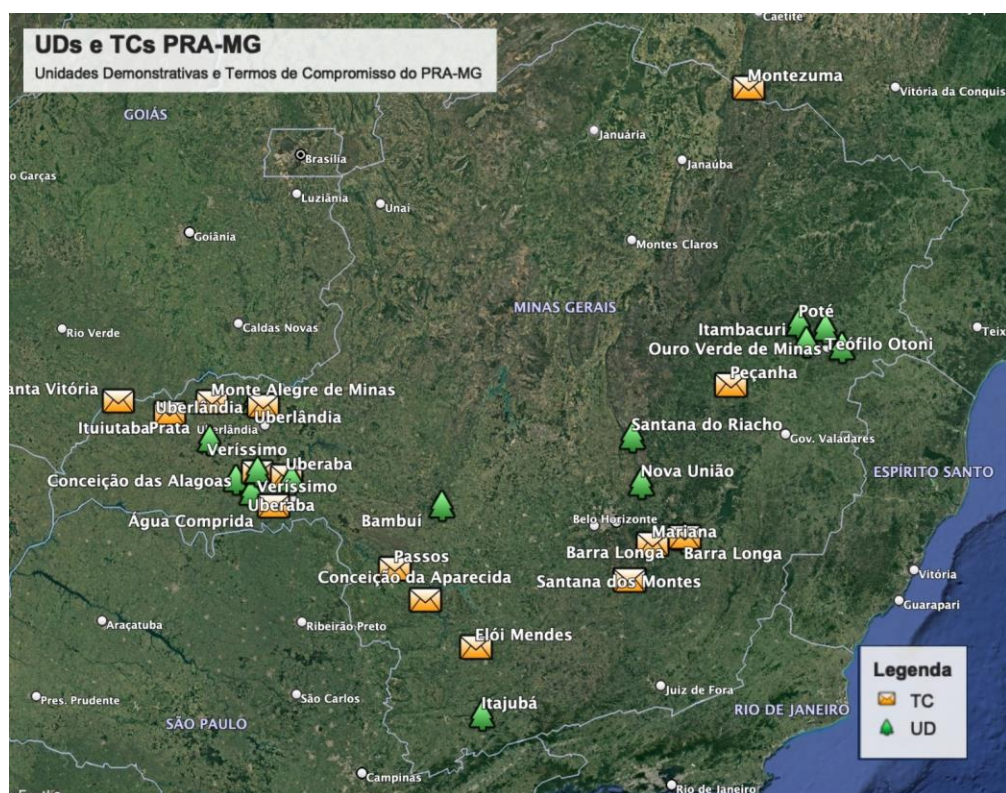 UDs e TCs PRA-MG
Unidades Demonstrativas e Termos de Compromisso do PRA-MG
Caetité
Montezuma
Vitória da Conquis
GOIÁS
Januária
Brasília
Janaúba
o Garças
Luziânia
Unaí
Goiânia
Montes Claros
MINAS GERAIS
Poté
Rio Verde
Caldas Novas
Itambacuri
Teix
Ouro Verde de Minas
Teófilo Otoni
Peçanha
anta Vitória
Monte Alegre de Minas
Uberlândia
Uberlândia
Ituiutaba
Prata
Uberlândia
Santana do Riacho
Gov. Valadares
Veríssimo
Uberaba
Nova União
ESPÍRITO SANTO
Conceição das Alagoas
Veríssimo
Uberaba
Água Comprida
Bambuí
Belo Horizonte
Mariana
Barra Longa
Barra Longa
Passos
Conceição da Aparecida
Santana dos Montes
Vitória
Guarapari
Araçatuba
Ribeirão Preto
Elói Mendes
Legenda
TC
UD
Juiz de Fora
Pres. Prudente
São Carlos
Itajubá
RIO DE JANEIRO
SÃO PAULO
Campinas
Rio de Janeiro